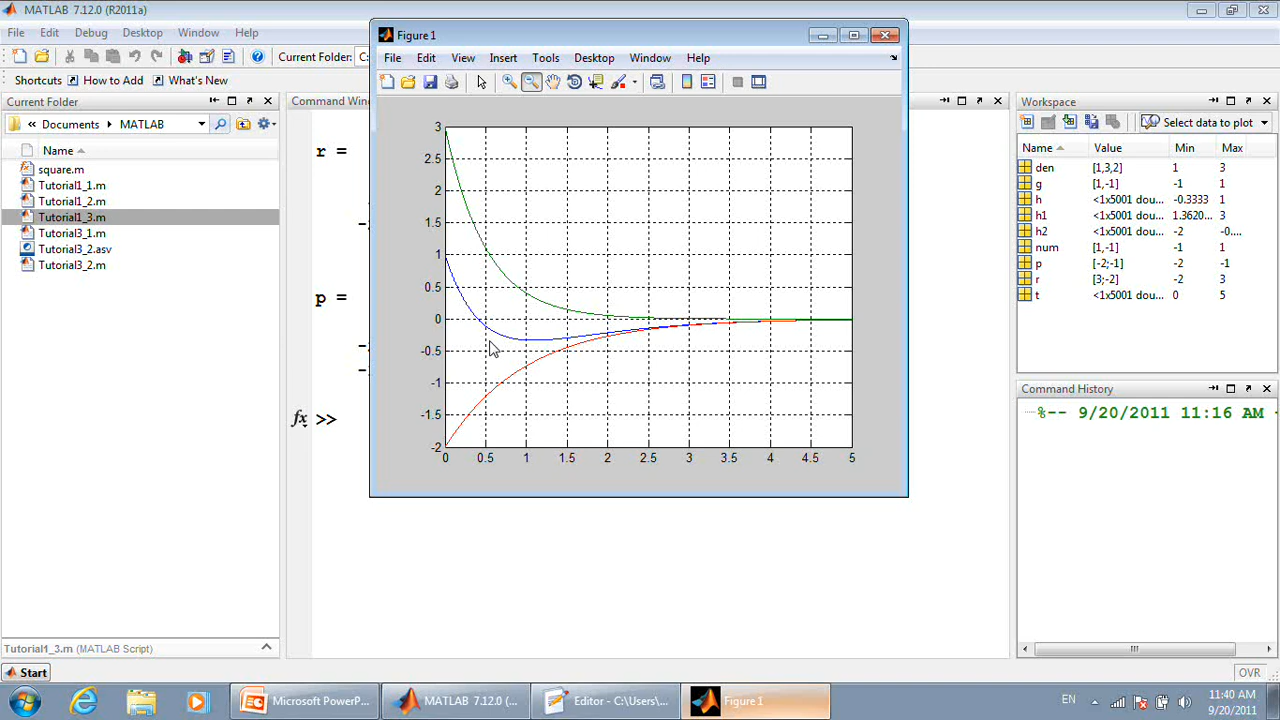 MATLAB 7.12.0 (R2011a)
File Edit Debug Desktop Window Help
Current Folder: C:
Shortcuts How to Add What's New
Current Folder
« Documents ▸ MATLAB
Name
square.m
Tutorial1_1.m
Tutorial1_2.m
Tutorial1_3.m
Tutorial3_1.m
Tutorial3_2.asv
Tutorial3_2.m
Tutorial1_3.m (MATLAB Script)
Start
Command Win
r =
p =
fx >>
Figure 1
File Edit View Insert Tools Desktop Window Help
3
2.5
2
1.5
1
0.5
0
-0.5
-1
-1.5
-2
0 0.5 1 1.5 2 2.5 3 3.5 4 4.5 5
Workspace
Select data to plot
Name Value Min Max
den [1,3,2] 1 3
g [1,-1] -1 1
h <1x5001 dou... -0.3333 1
h1 <1x5001 dou... 1.3620... 3
h2 <1x5001 dou... -2 -0....
num [1,-1] -1 1
p [-2;-1] -2 -1
r [3;-2] -2 3
t <1x5001 dou... 0 5
Command History
%-- 9/20/2011 11:16 AM -
OVR
Microsoft PowerP...
MATLAB 7.12.0 (...
Editor - C:\Users\...
Figure 1
EN
11:40 AM
9/20/2011